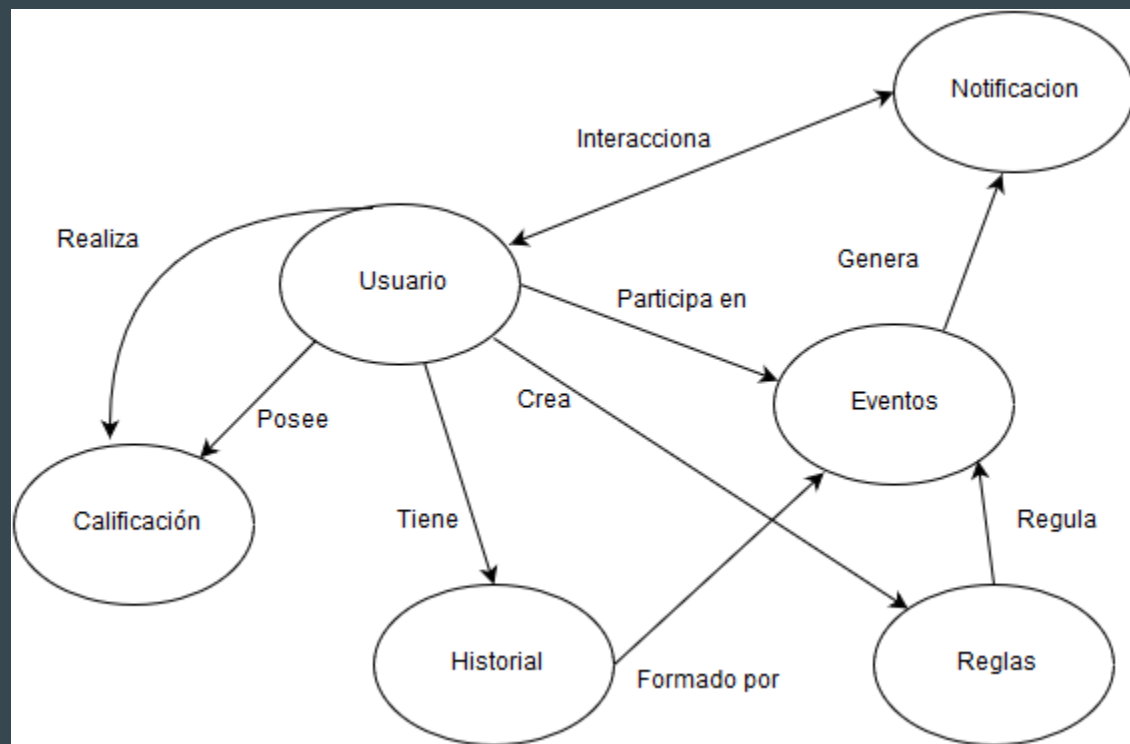 Notificacion
Interacciona
Realiza
Genera
Usuario
Participa en
Crea
Eventos
Posee
Calificación
Tiene
Regula
Historial
Formado por
Reglas